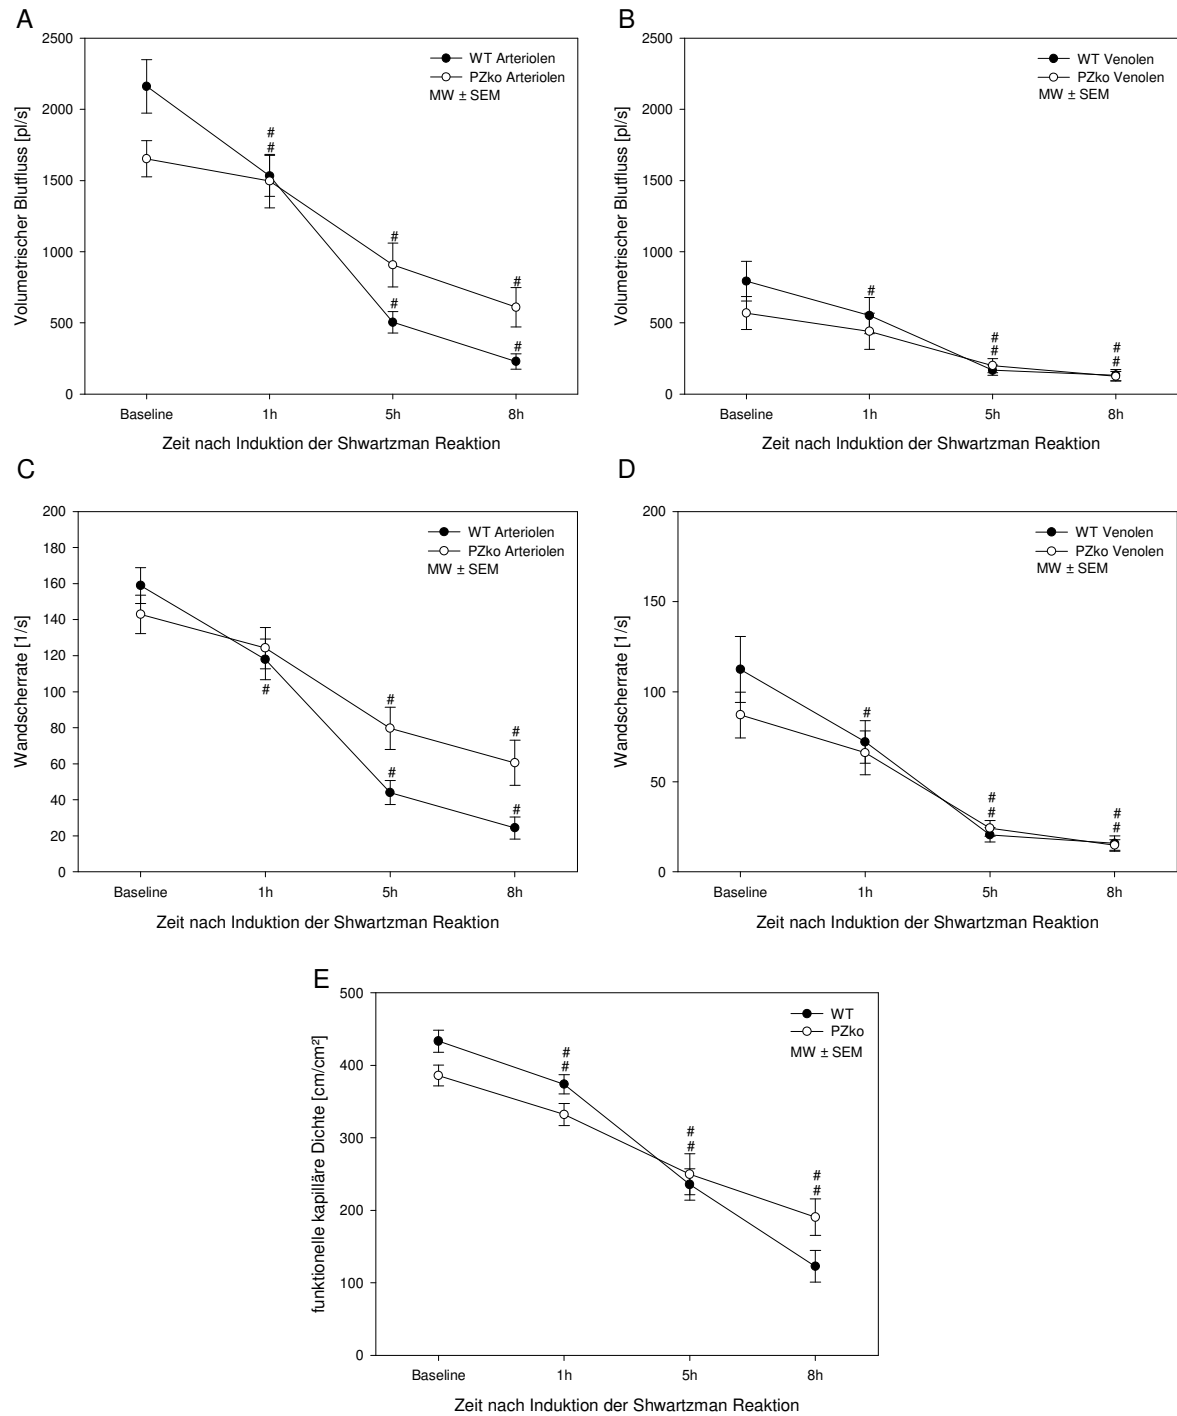 A
Volumetrischer Blutfluss [pl/s]
2500
2000
1500
1000
500
0
WT Arteriolen
PZko Arteriolen
MW ± SEM
#
#
#
#
#
#
Baseline 1h 5h 8h
Zeit nach Induktion der Shwartzman Reaktion
B
Volumetrischer Blutfluss [pl/s]
2500
2000
1500
1000
500
0
WT Venolen
PZko Venolen
MW ± SEM
#
#
#
#
#
Baseline 1h 5h 8h
Zeit nach Induktion der Shwartzman Reaktion
C
Wandscherrate [1/s]
200
180
160
140
120
100
80
60
40
20
0
WT Arteriolen
PZko Arteriolen
MW ± SEM
#
#
#
#
#
Baseline 1h 5h 8h
Zeit nach Induktion der Shwartzman Reaktion
D
Wandscherrate [1/s]
200
150
100
50
0
WT Venolen
PZko Venolen
MW ± SEM
#
#
#
#
#
Baseline 1h 5h 8h
Zeit nach Induktion der Shwartzman Reaktion
E
funktionelle kapilläre Dichte [cm/cm²]
500
400
300
200
100
0
WT
PZko
MW ± SEM
#
#
#
#
#
#
Baseline 1h 5h 8h
Zeit nach Induktion der Shwartzman Reaktion